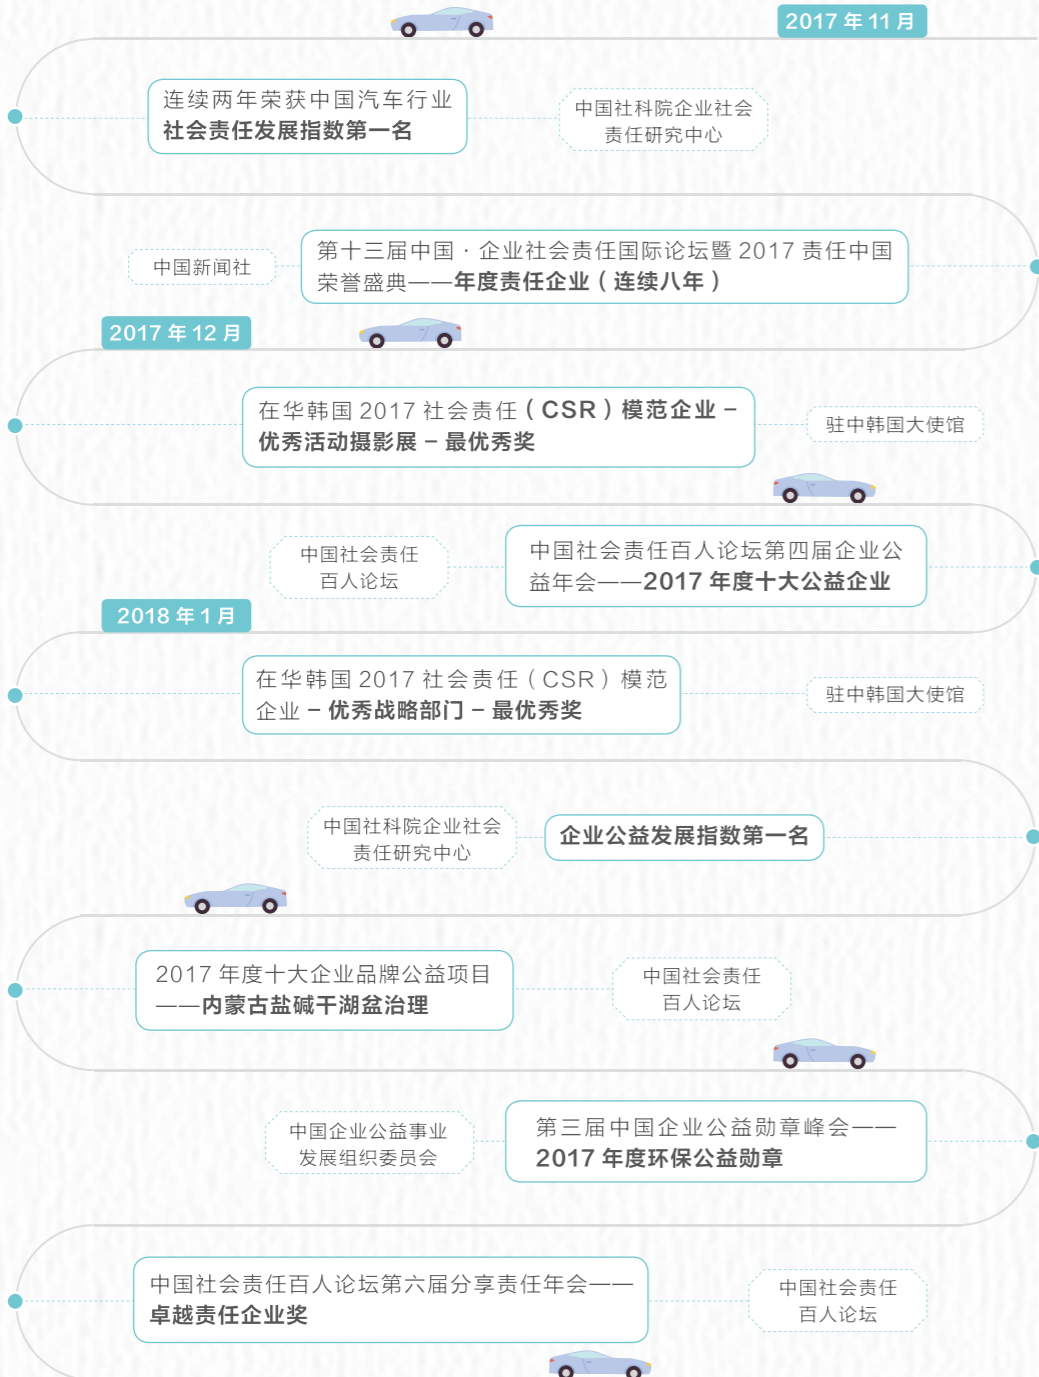 2017 年 11 月
连续两年荣获中国汽车行业
社会责任发展指数第一名
中国社科院企业社会
责任研究中心
第十三届中国 · 企业社会责任国际论坛暨 2017 责任中国
荣誉盛典——年度责任企业（连续八年）
中国新闻社
2017 年 12 月
在华韩国 2017 社会责任（CSR）模范企业 –
优秀活动摄影展 – 最优秀奖
驻中韩国大使馆
中国社会责任百人论坛第四届企业公
益年会——2017 年度十大公益企业
中国社会责任
百人论坛
2018 年 1 月
在华韩国 2017 社会责任（CSR）模范
企业 – 优秀战略部门 – 最优秀奖
驻中韩国大使馆
企业公益发展指数第一名
中国社科院企业社会
责任研究中心
2017 年度十大企业品牌公益项目
——内蒙古盐碱干湖盆治理
中国社会责任
百人论坛
第三届中国企业公益勋章峰会——
2017 年度环保公益勋章
中国企业公益事业
发展组织委员会
中国社会责任百人论坛第六届分享责任年会——
卓越责任企业奖
中国社会责任
百人论坛